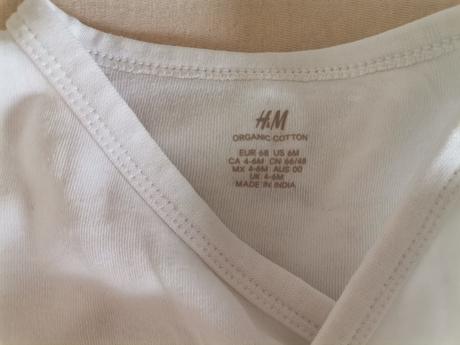 H&M
ORGANIC COTTON
EUR 68 US 6M
CA 4-6M CN 66/48
MX 4-6M AUS 00
UK 4-6M
MADE IN INDIA